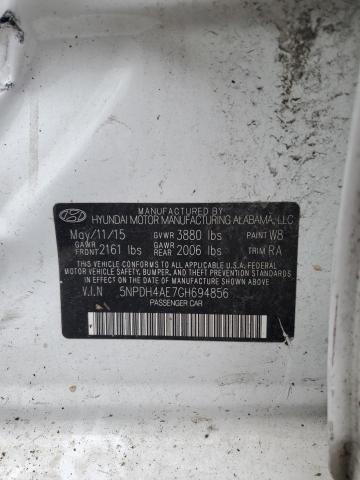 MANUFACTURED BY
HYUNDAI MOTOR MANUFACTURING ALABAMA, LLC
May/11/15 GVWR 3880 lbs PAINT W8
GAWR FRONT 2161 lbs GAWR REAR 2006 lbs TRIM RA
THIS VEHICLE CONFORMS TO ALL APPLICABLE U.S. FEDERAL
MOTOR VEHICLE SAFETY, BUMPER, AND THEFT PREVENTION
STANDARDS IN EFFECT ON THE DATE OF MANUFACTURE
SHOWN ABOVE.
V.I.N 5NPDH4AE7GH694856